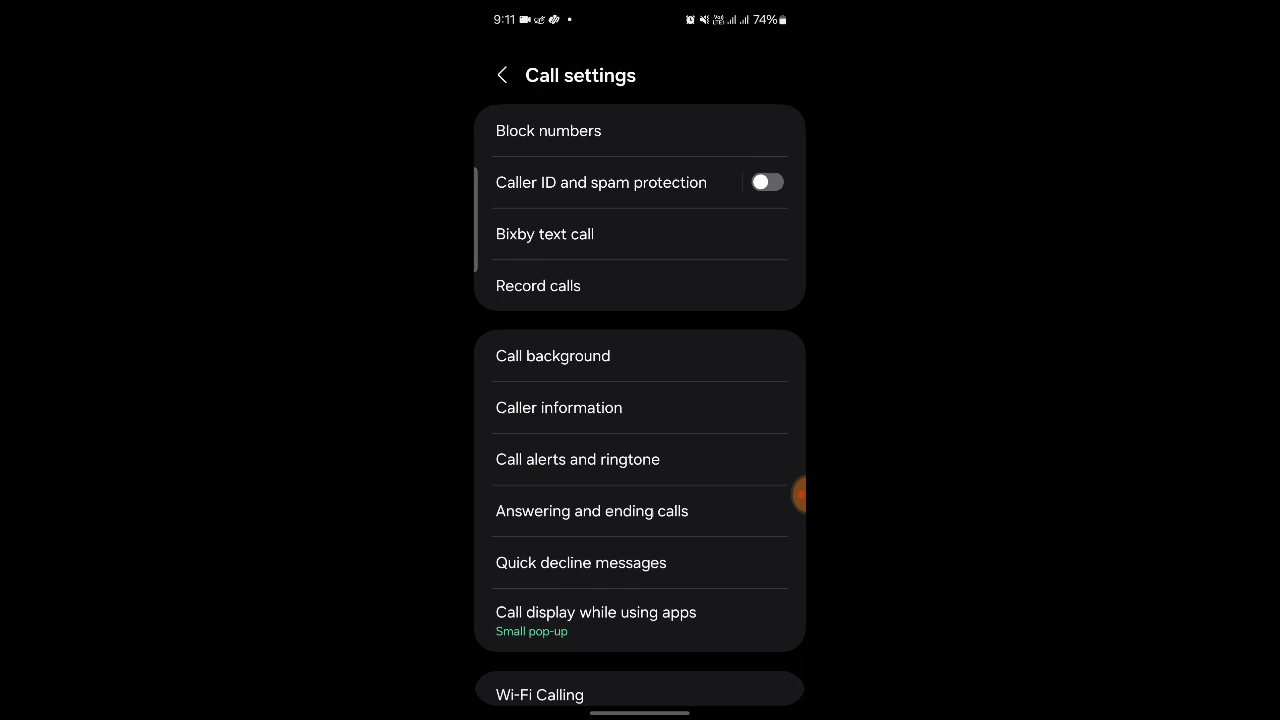 9:11 74%
Call settings
Block numbers
Caller ID and spam protection
Bixby text call
Record calls
Call background
Caller information
Call alerts and ringtone
Answering and ending calls
Quick decline messages
Call display while using apps
Small pop-up
Wi-Fi Calling